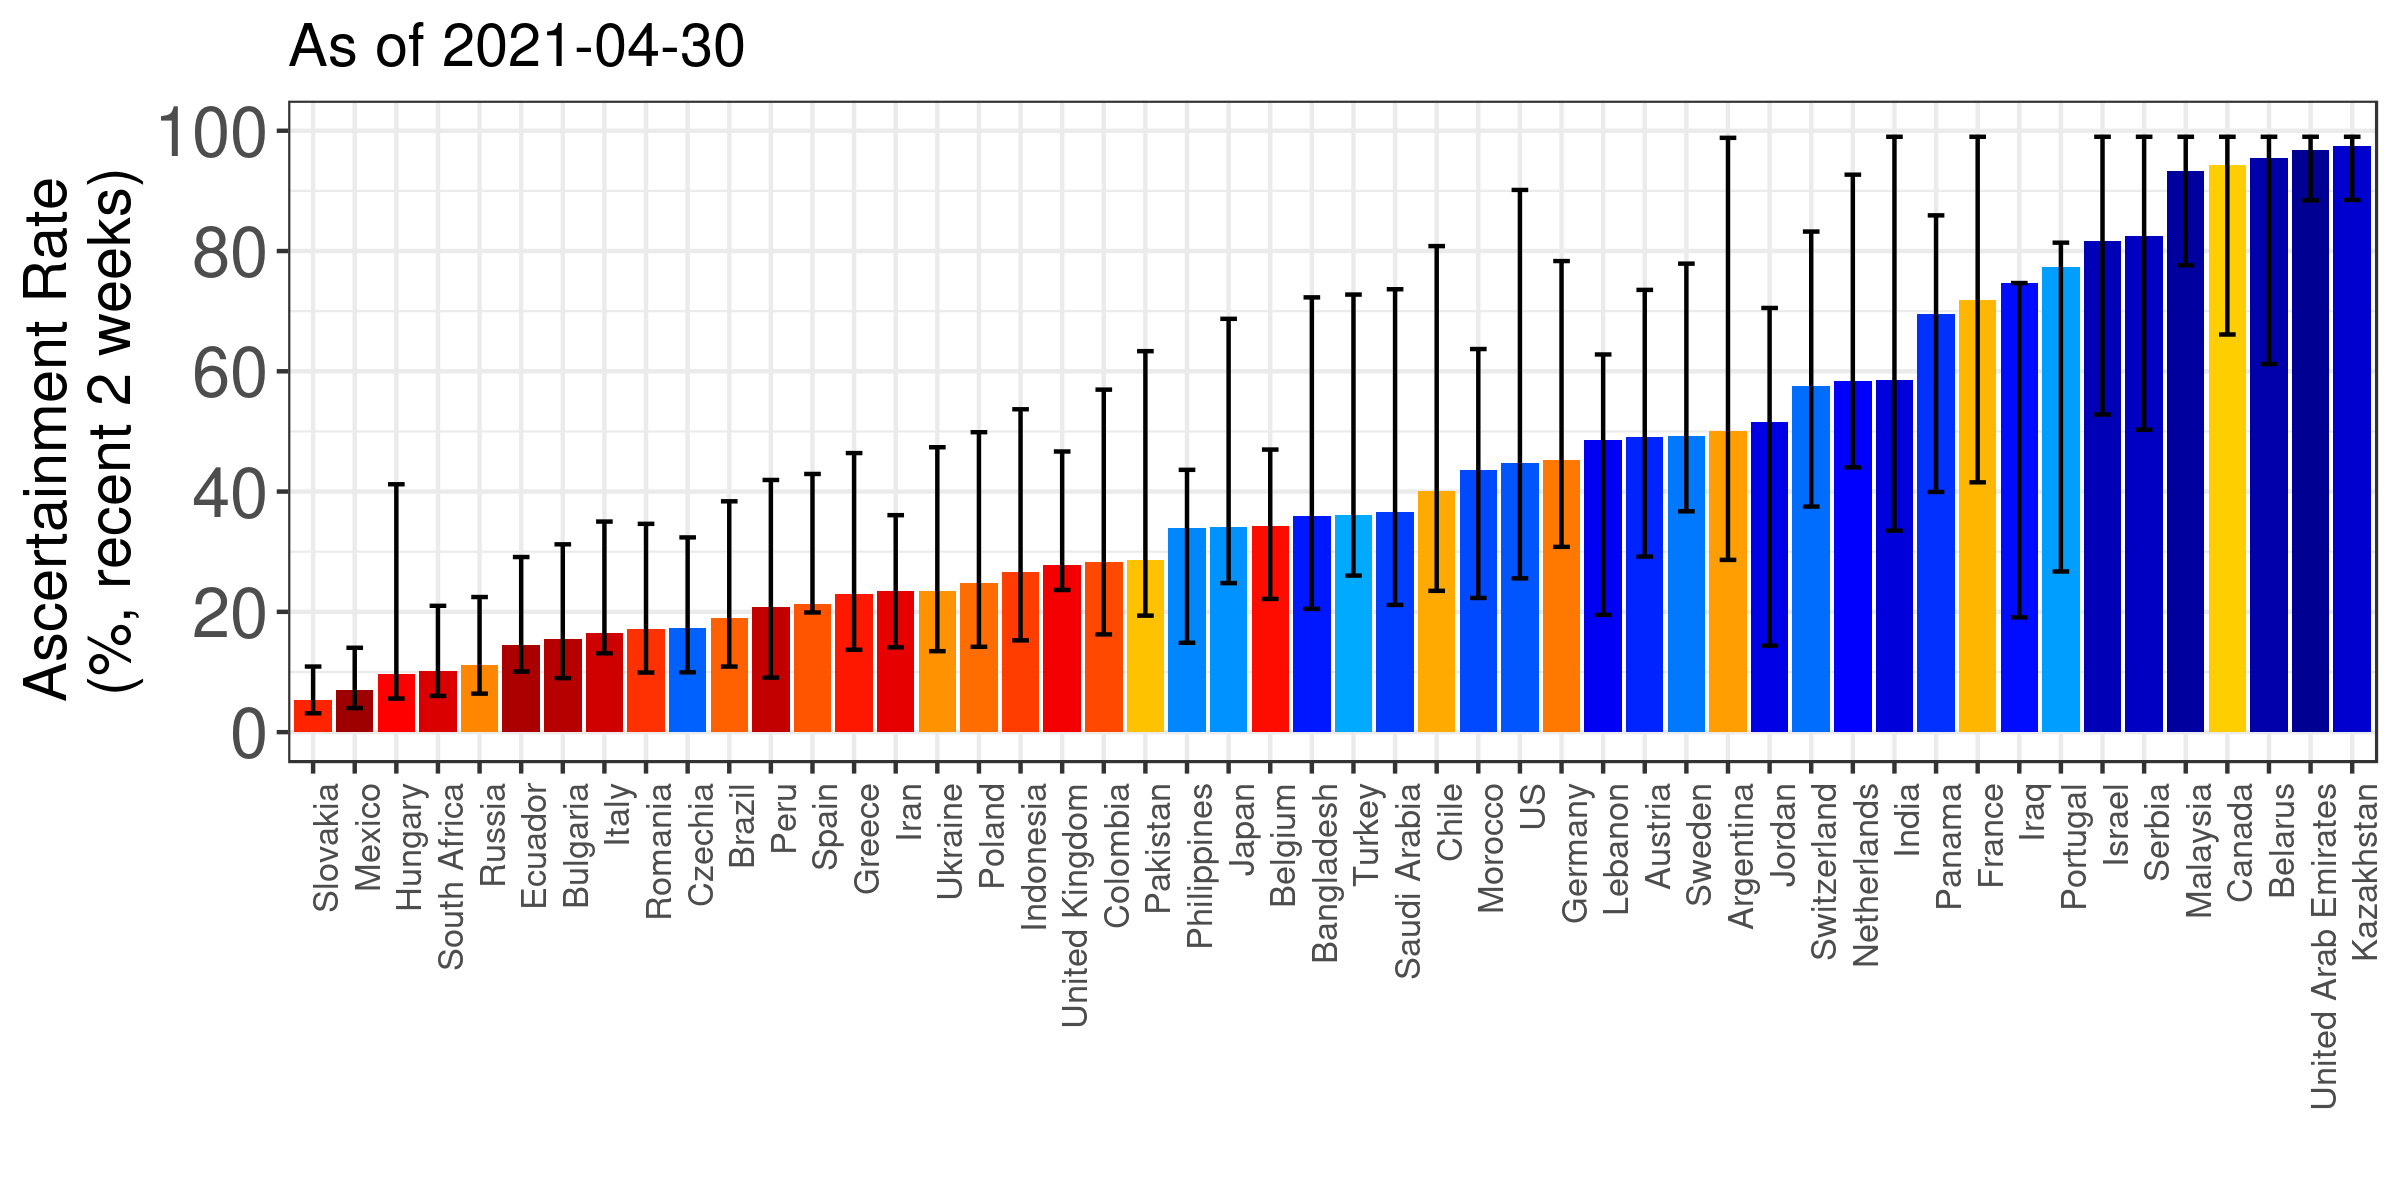 As of 2021-04-30
Ascertainment Rate
(%, recent 2 weeks)
100
80
60
40
20
0
Slovakia
Mexico
Hungary
South Africa
Russia
Ecuador
Bulgaria
Italy
Romania
Czechia
Brazil
Peru
Spain
Greece
Iran
Ukraine
Poland
Indonesia
United Kingdom
Colombia
Pakistan
Philippines
Japan
Belgium
Bangladesh
Turkey
Saudi Arabia
Chile
Morocco
US
Germany
Lebanon
Austria
Sweden
Argentina
Jordan
Switzerland
Netherlands
India
Panama
France
Iraq
Portugal
Israel
Serbia
Malaysia
Canada
Belarus
United Arab Emirates
Kazakhstan